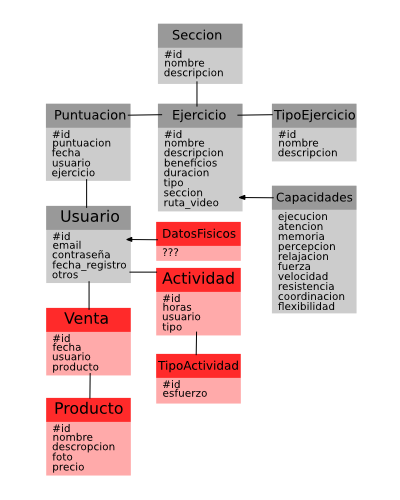 Seccion
#id
nombre
descripcion
Puntuacion
#id
puntuacion
fecha
usuario
ejercicio
Ejercicio
#id
nombre
descripcion
beneficios
duracion
tipo
seccion
ruta_video
TipoEjercicio
#id
nombre
descripcion
Capacidades
ejecucion
atencion
memoria
percepcion
relajacion
fuerza
velocidad
resistencia
coordinacion
flexibilidad
Usuario
#id
email
contraseña
fecha_registro
otros
DatosFisicos
???
Actividad
#id
horas
usuario
tipo
Venta
#id
fecha
usuario
producto
TipoActividad
#id
esfuerzo
Producto
#id
nombre
descropcion
foto
precio